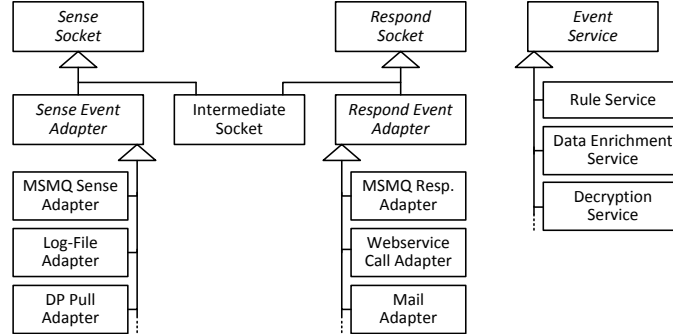 Sense
Socket
Respond
Socket
Event
Service
Sense Event
Adapter
Intermediate
Socket
Respond Event
Adapter
Rule Service
Data Enrichment
Service
Decryption
Service
MSMQ Sense
Adapter
Log-File
Adapter
DP Pull
Adapter
MSMQ Resp.
Adapter
Webservice
Call Adapter
Mail
Adapter